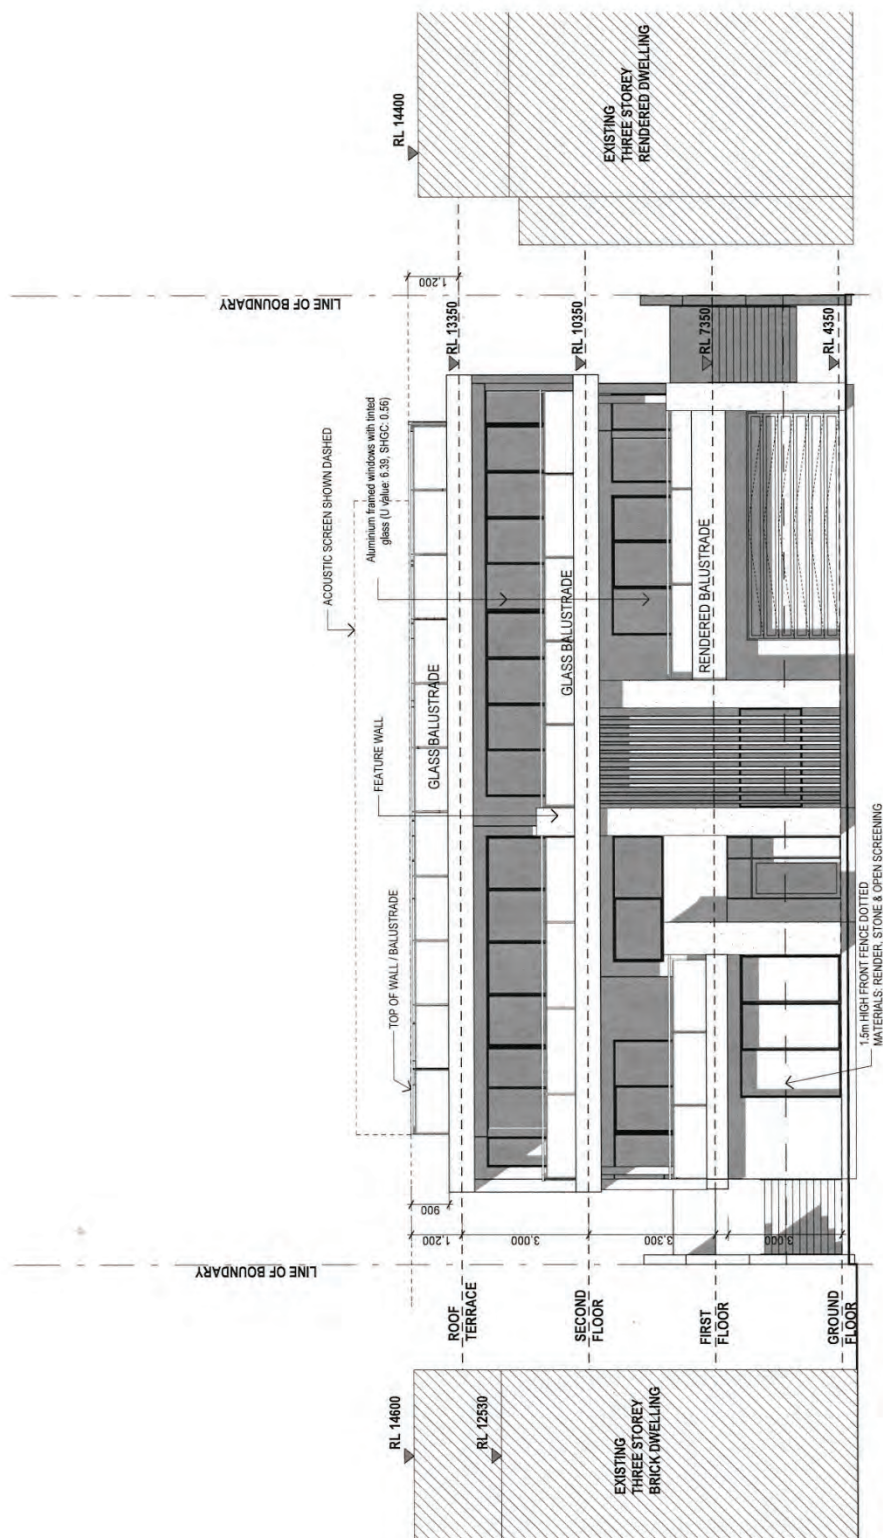 RL 14600
RL 12530
EXISTING
THREE STOREY
BRICK DWELLING
LINE OF BOUNDARY
ROOF
TERRACE
SECOND
FLOOR
FIRST
FLOOR
GROUND
FLOOR
900
1,200
3,000
3,300
3,000
TOP OF WALL / BALUSTRADE
FEATURE WALL
ACOUSTIC SCREEN SHOWN DASHED
Aluminium framed windows with tinted
glass (U value: 6.39, SHGC: 0.56)
GLASS BALUSTRADE
GLASS BALUSTRADE
RENDERED BALUSTRADE
1.5m HIGH FRONT FENCE DOTTED
MATERIALS: RENDER, STONE & OPEN SCREENING
LINE OF BOUNDARY
1,200
RL 13350
RL 10350
RL 7350
RL 4350
RL 14400
EXISTING
THREE STOREY
RENDERED DWELLING